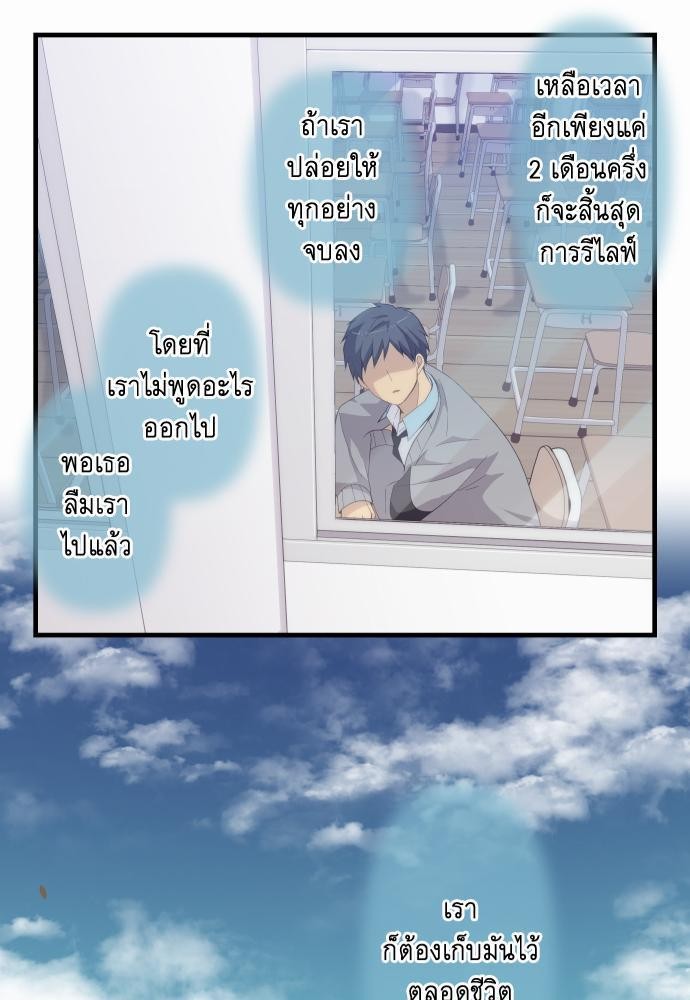 เหลือเวลา
อีกเพียงแค่
2 เดือนครึ่ง
ก็จะสิ้นสุด
การรีไลฟ์
ถ้าเรา
ปล่อยให้
ทุกอย่าง
จบลง
โดยที่
เราไม่พูดอะไร
ออกไป
พอเธอ
ลืมเรา
ไปแล้ว
เรา
ก็ต้องเก็บมันไว้
ตลอดชีวิต